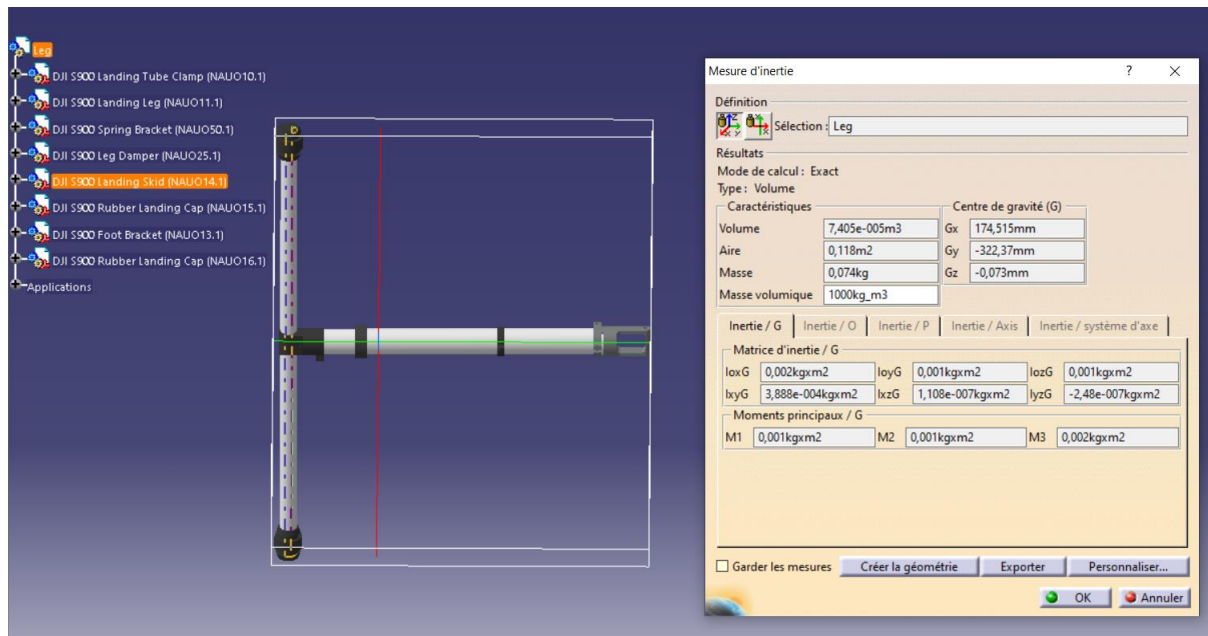 Leg
DJI S900 Landing Tube Clamp (NAUO10.1)
DJI S900 Landing Leg (NAUO11.1)
DJI S900 Spring Bracket (NAUO50.1)
DJI S900 Leg Damper (NAUO25.1)
DJI S900 Landing Skid (NAUO14.1)
DJI S900 Rubber Landing Cap (NAUO15.1)
DJI S900 Foot Bracket (NAUO13.1)
DJI S900 Rubber Landing Cap (NAUO16.1)
Applications
Mesure d'inertie ? X
Définition
Sélection : Leg
Résultats
Mode de calcul : Exact
Type : Volume
Caractéristiques Centre de gravité (G)
Volume 7,405e-005m3 Gx 174,515mm
Aire 0,118m2 Gy -322,37mm
Masse 0,074kg Gz -0,073mm
Masse volumique 1000kg_m3
Inertie / G Inertie / O Inertie / P Inertie / Axis Inertie / système d'axe
Matrice d'inertie / G
IoxG 0,002kgxm2 IoyG 0,001kgxm2 IozG 0,001kgxm2
IxyG 3,888e-004kgxm2 IxzG 1,108e-007kgxm2 IyzG -2,48e-007kgxm2
Moments principaux / G
M1 0,001kgxm2 M2 0,001kgxm2 M3 0,002kgxm2
Garder les mesures Créer la géométrie Exporter Personnaliser...
OK Annuler